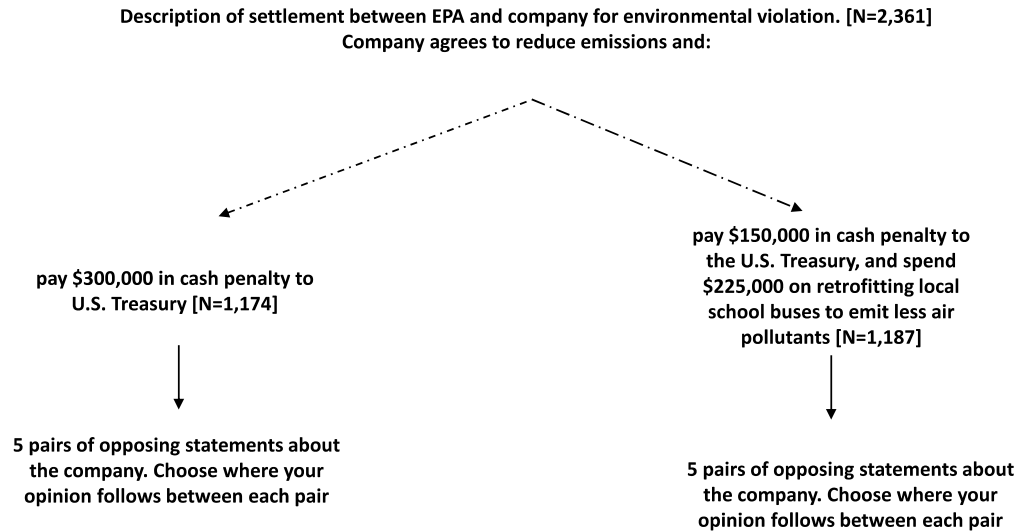 Description of settlement between EPA and company for environmental violation. [N=2,361]
Company agrees to reduce emissions and:
pay $300,000 in cash penalty to
U.S. Treasury [N=1,174]
pay $150,000 in cash penalty to
the U.S. Treasury, and spend
$225,000 on retrofitting local
school buses to emit less air
pollutants [N=1,187]
5 pairs of opposing statements about
the company. Choose where your
opinion follows between each pair
5 pairs of opposing statements about
the company. Choose where your
opinion follows between each pair